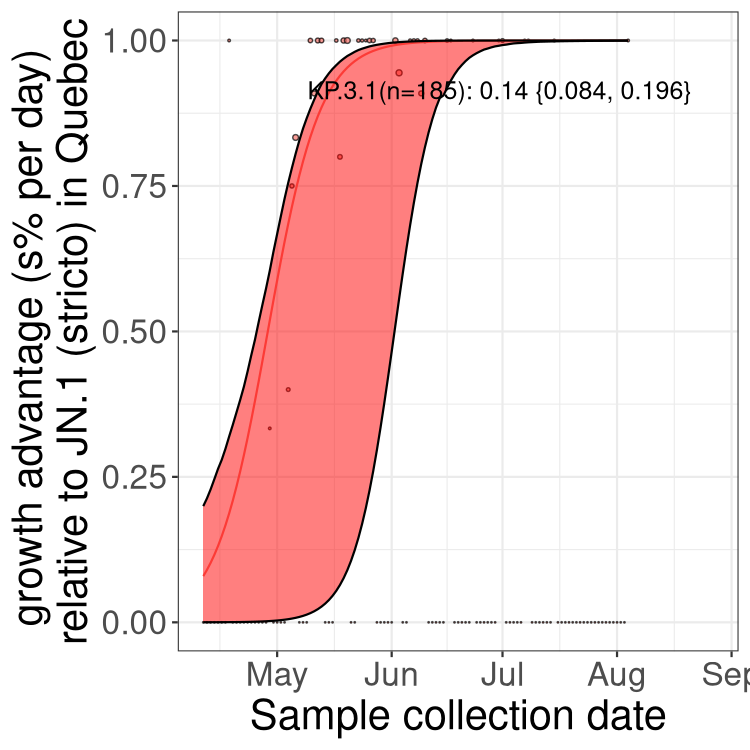 growth advantage (s% per day)
relative to JN.1 (stricto) in Quebec
1.00
0.75
0.50
0.25
0.00
KP.3.1(n=185): 0.14 {0.084, 0.196}
May Jun Jul Aug Sep
Sample collection date